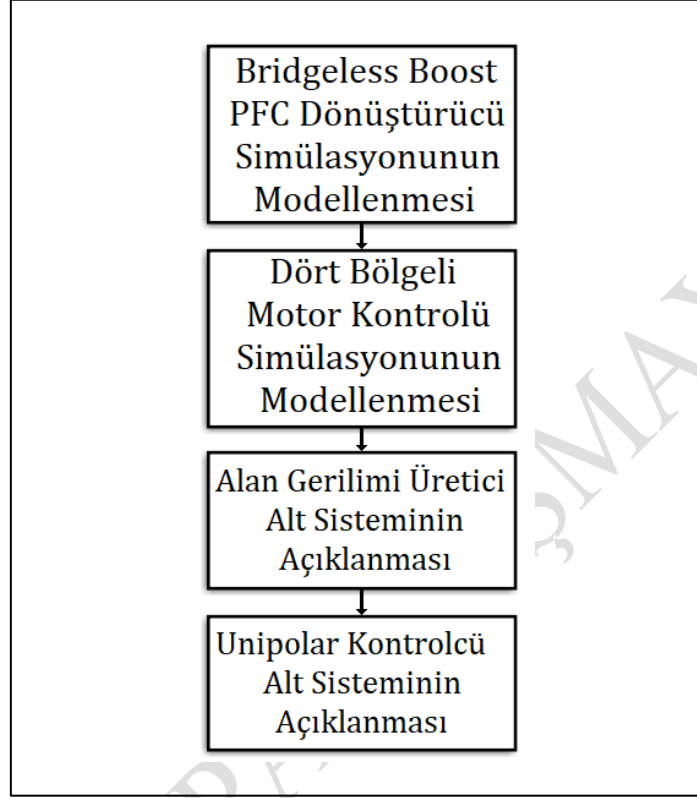 Bridgeless Boost
PFC Dönüştürücü
Simülasyonunun
Modellenmesi
Dört Bölgeli
Motor Kontrolü
Simülasyonunun
Modellenmesi
Alan Gerilimi Üretici
Alt Sisteminin
Açıklanması
Unipolar Kontrolcü
Alt Sisteminin
Açıklanması